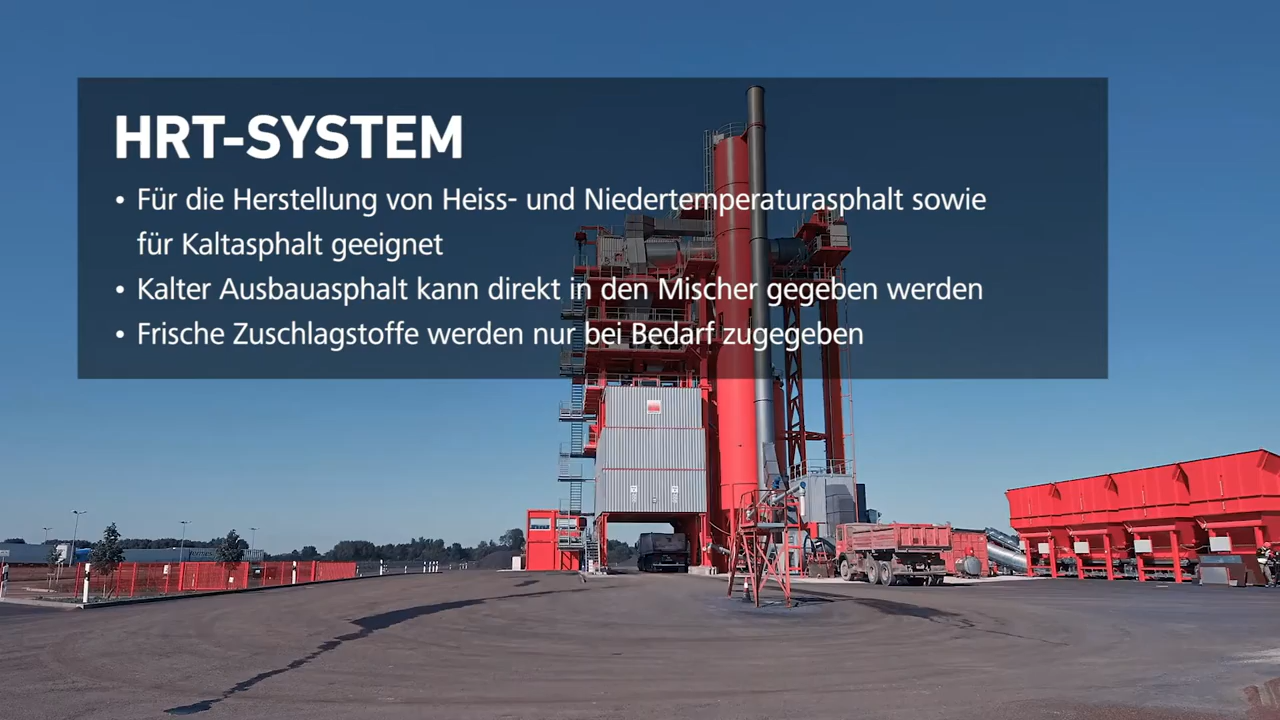 HRT-SYSTEM
• Für die Herstellung von Heiss- und Niedertemperaturasphalt sowie
für Kaltasphalt geeignet
• Kalter Ausbauasphalt kann direkt in den Mischer gegeben werden
• Frische Zuschlagstoffe werden nur bei Bedarf zugegeben